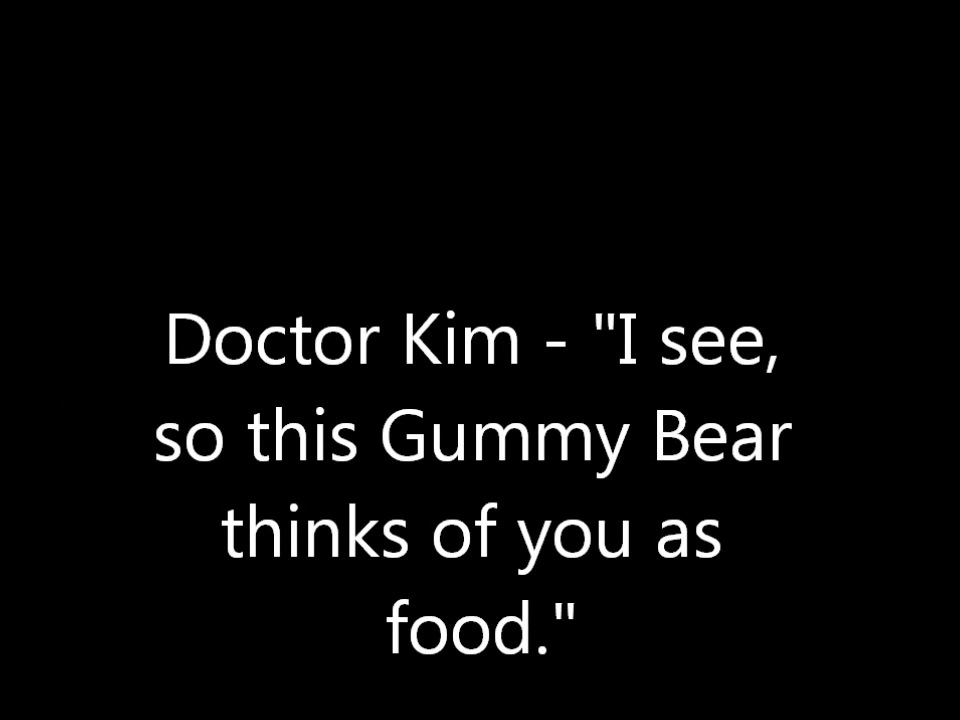 Doctor Kim - "I see,
so this Gummy Bear
thinks of you as
food."